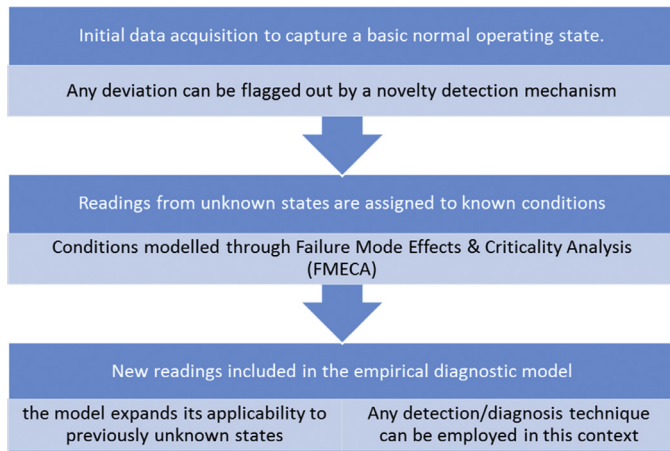 Initial data acquisition to capture a basic normal operating state.
Any deviation can be flagged out by a novelty detection mechanism
Readings from unknown states are assigned to known conditions
Conditions modelled through Failure Mode Effects & Criticality Analysis
(FMECA)
New readings included in the empirical diagnostic model
the model expands its applicability to
previously unknown states
Any detection/diagnosis technique
can be employed in this context